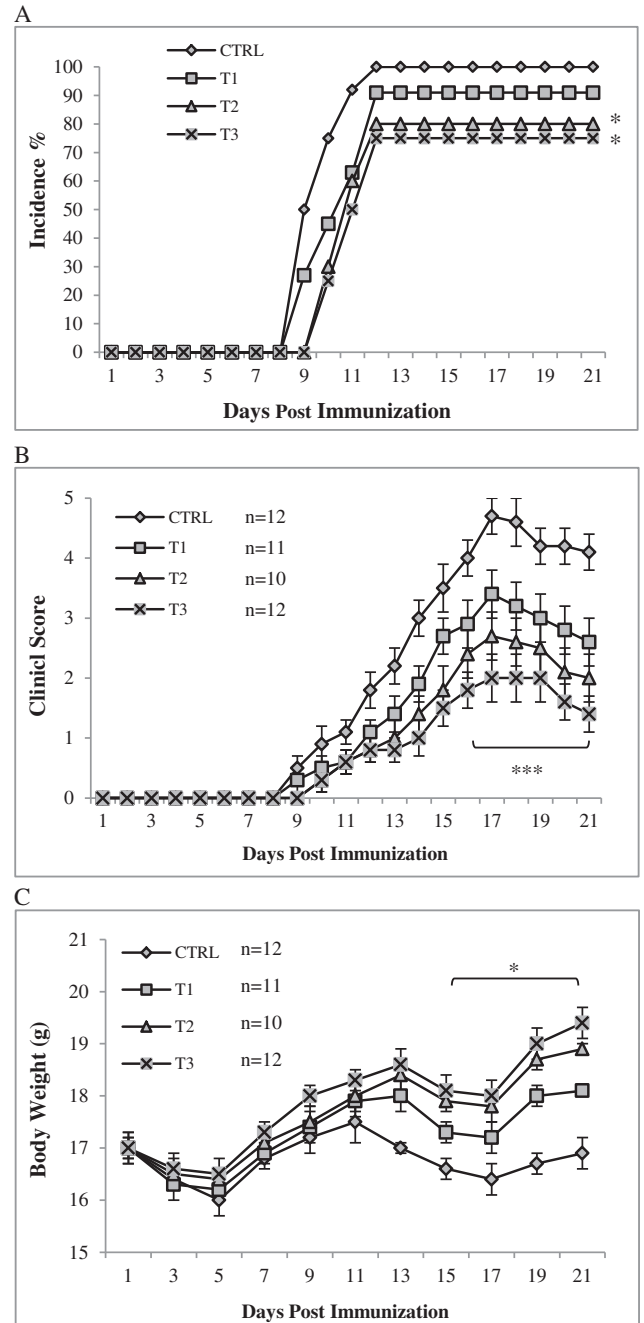 A
CTRL
T1
T2
T3
100
90
80
70
60
50
40
30
20
10
0
Incidence %
*
*
1 3 5 7 9 11 13 15 17 19 21
Days Post Immunization
B
CTRL n=12
T1 n=11
T2 n=10
T3 n=12
5
4
3
2
1
0
Clinicl Score
***
1 3 5 7 9 11 13 15 17 19 21
Days Post Immunization
C
CTRL n=12
T1 n=11
T2 n=10
T3 n=12
21
20
19
18
17
16
15
Body Weight (g)
*
1 3 5 7 9 11 13 15 17 19 21
Days Post Immunization